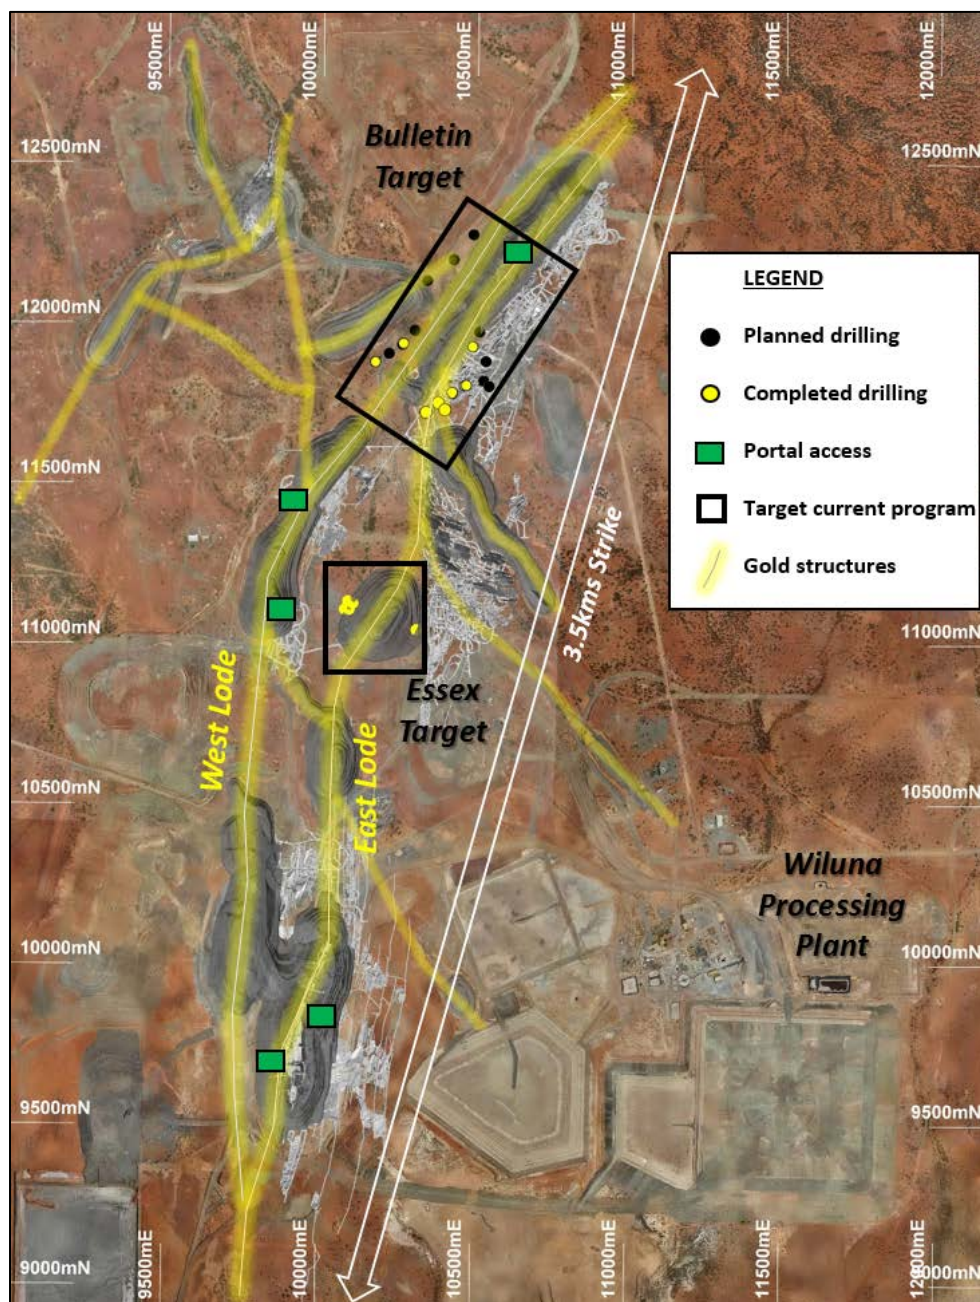 9500mE
10000mE
10500mE
11000mE
11500mE
12000mE
12500mN
12500mN
Bulletin
Target
LEGEND
Planned drilling
Completed drilling
Portal access
Target current program
Gold structures
12000mN
11500mN
11000mN
11000mN
3.5kms Strike
Essex
Target
West Lode
East Lode
10500mN
10500mN
Wiluna
Processing
Plant
10000mN
10000mN
9500mN
9500mN
9000mN
9500mE
10000mE
10500mE
11000mE
11500mE
12000mE